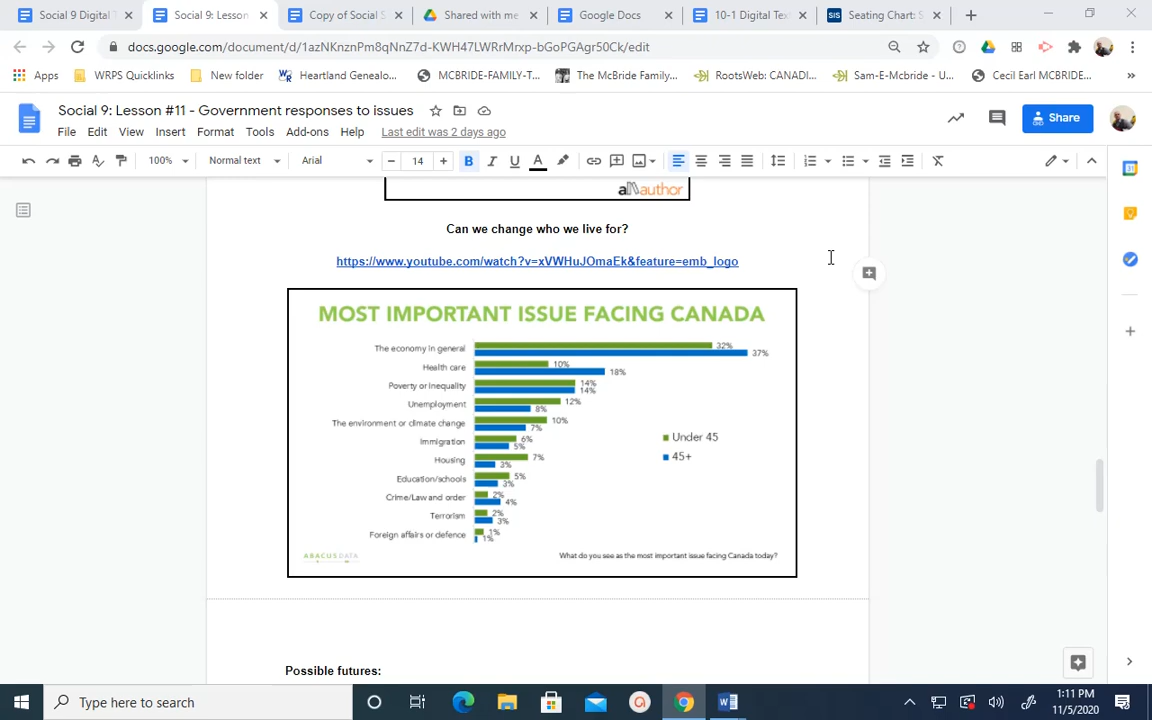 Social 9 Digital T
Social 9: Lesson
Copy of Social S
Shared with me
Google Docs
10-1 Digital Tex
SIS
Seating Chart: S
docs.google.com/document/d/1azNKnznPm8qNnZ7d-KWH47LWRrMrxp-bGoPGAgr50Ck/edit
Apps
WRPS Quicklinks
New folder
Heartland Genealo...
MCBRIDE-FAMILY-T...
The McBride Family...
RootsWeb: CANADI...
Sam-E-Mcbride - U...
Cecil Earl MCBRIDE...
Social 9: Lesson #11 - Government responses to issues
File Edit View Insert Format Tools Add-ons Help Last edit was 2 days ago
Share
100% Normal text Arial 14 B I U A
allauthor
Can we change who we live for?
https://www.youtube.com/watch?v=xVWHuJOmaEk&feature=emb_logo
MOST IMPORTANT ISSUE FACING CANADA
The economy in general 32% 37%
Health care 10% 18%
Poverty or inequality 14% 14%
Unemployment 12% 8%
The environment or climate change 10% 7%
Immigration 6% 5%
Housing 7% 3%
Education/schools 5% 3%
Crime/Law and order 2% 4%
Terrorism 2% 3%
Foreign affairs or defence 1% 1%
Under 45
45+
ABACUS DATA
What do you see as the most important issue facing Canada today?
Possible futures:
Type here to search
1:11 PM
11/5/2020